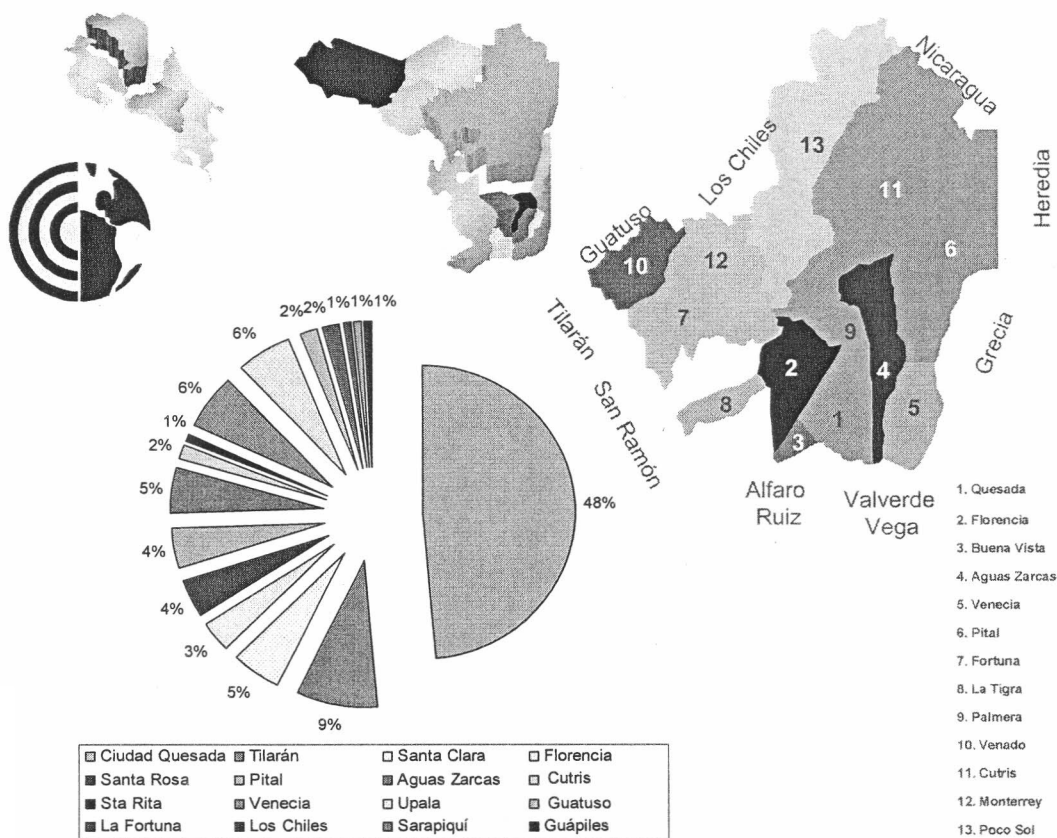 Nicaragua
Los Chiles
13
11
Heredia
Guatuso
10
12
6
Tilarán
7
9
Grecia
2
4
San Ramón
8
1
5
3
Alfaro
Ruiz
Valverde
Vega
1. Quesada
2. Florencia
3. Buena Vista
4. Aguas Zarcas
5. Venecia
6. Pital
7. Fortuna
8. La Tigra
9. Palmera
10. Venado
11. Cutris
12. Monterrey
13. Poco Sol
48%
9%
5%
3%
4%
4%
5%
2%
1%
6%
6%
2%
2%
1%
1%
1%
Ciudad Quesada Tilarán Santa Clara Florencia
Santa Rosa Pital Aguas Zarcas Cutris
Sta Rita Venecia Upala Guatuso
La Fortuna Los Chiles Sarapiquí Guápiles